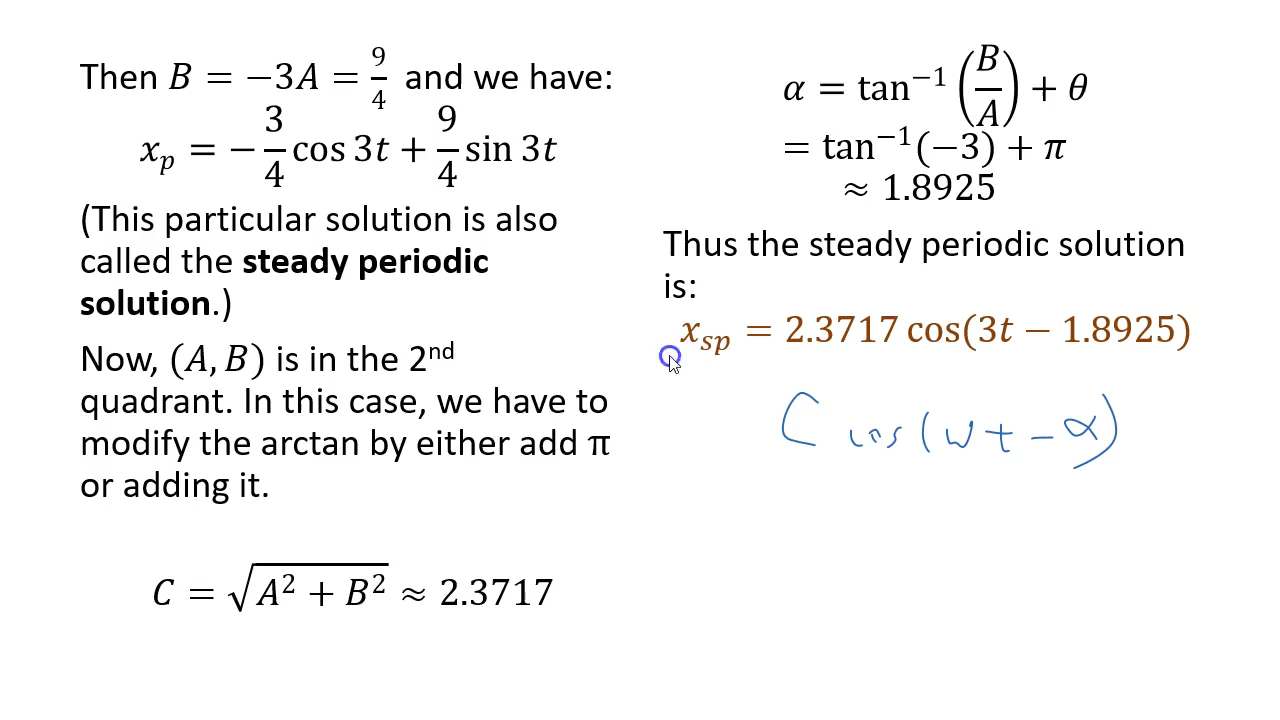 Then B = −3A = 9/4 and we have:
x_p = −3/4 cos 3t + 9/4 sin 3t
(This particular solution is also
called the steady periodic
solution.)
Now, (A, B) is in the 2nd
quadrant. In this case, we have to
modify the arctan by either add π
or adding it.
C = √(A² + B²) ≈ 2.3717
α = tan⁻¹(B/A) + θ
= tan⁻¹(−3) + π
≈ 1.8925
Thus the steady periodic solution
is:
x_sp = 2.3717 cos(3t − 1.8925)
C cos(wt − α)